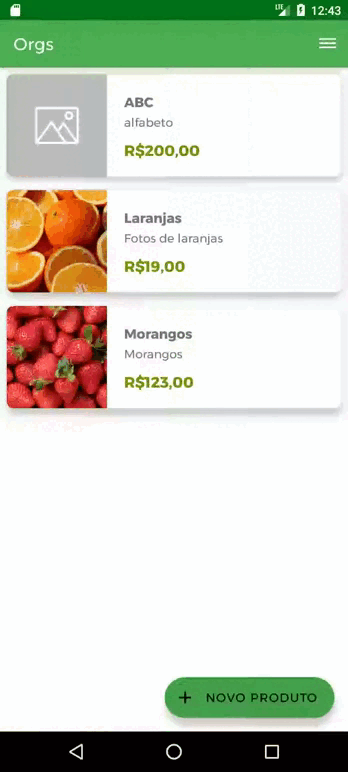 LTE 12:43
Orgs
ABC
alfabeto
R$200,00
Laranjas
Fotos de laranjas
R$19,00
Morangos
Morangos
R$123,00
+ NOVO PRODUTO